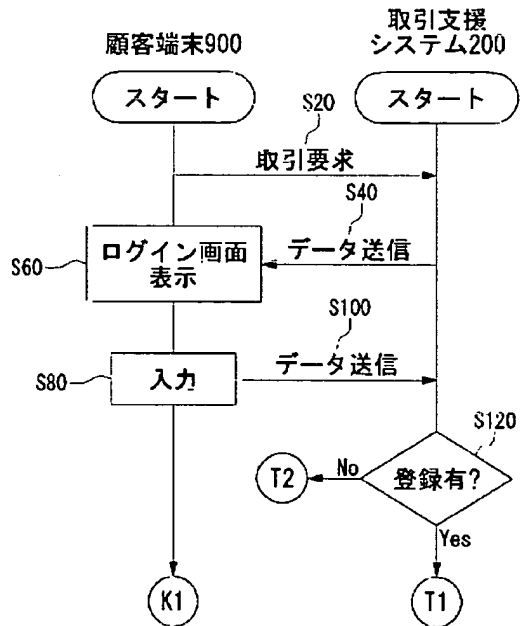 顧客端末900
取引支援
システム200
スタート
スタート
S20
取引要求
S40
データ送信
S60
ログイン画面
表示
S100
S80
入力
データ送信
S120
登録有?
No
T2
Yes
K1
T1